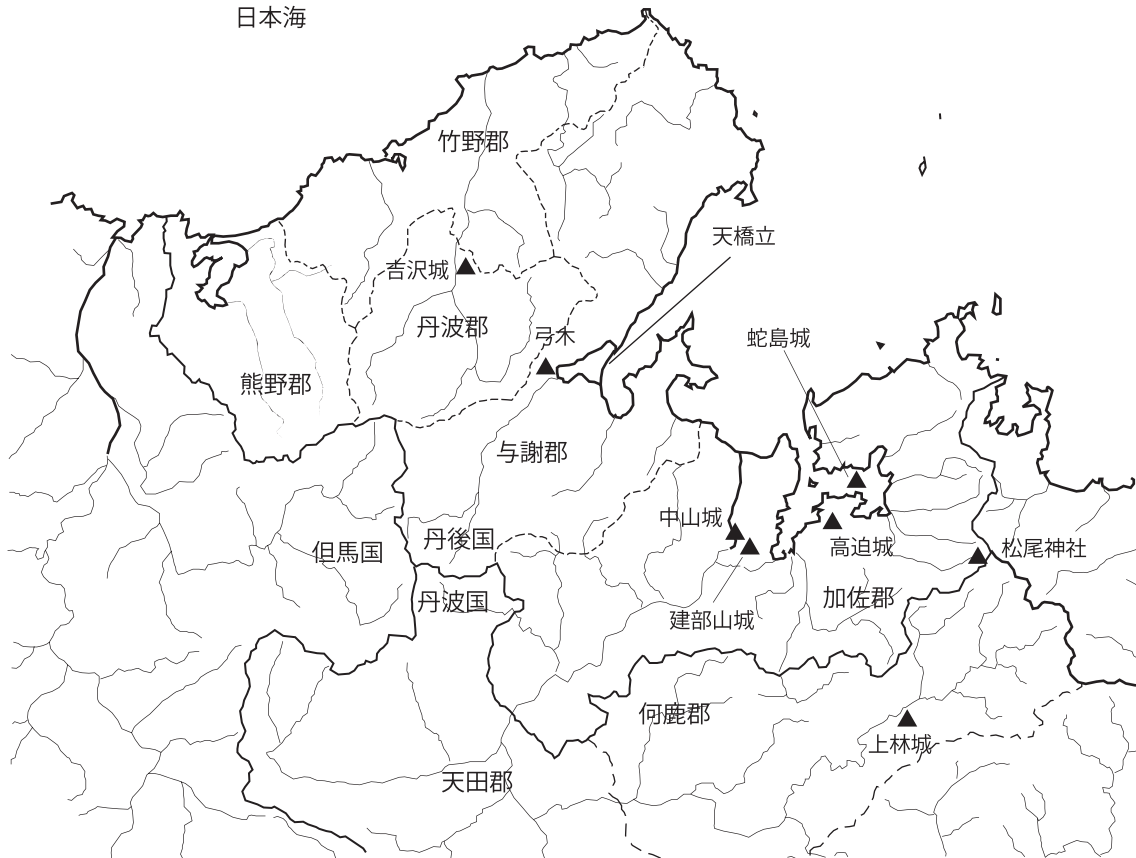 日本海
竹野郡
天橋立
吉沢城
丹波郡
弓木
蛇島城
熊野郡
与謝郡
中山城
丹後国
高迫城
松尾神社
但馬国
丹波国
加佐郡
建部山城
何鹿郡
上林城
天田郡